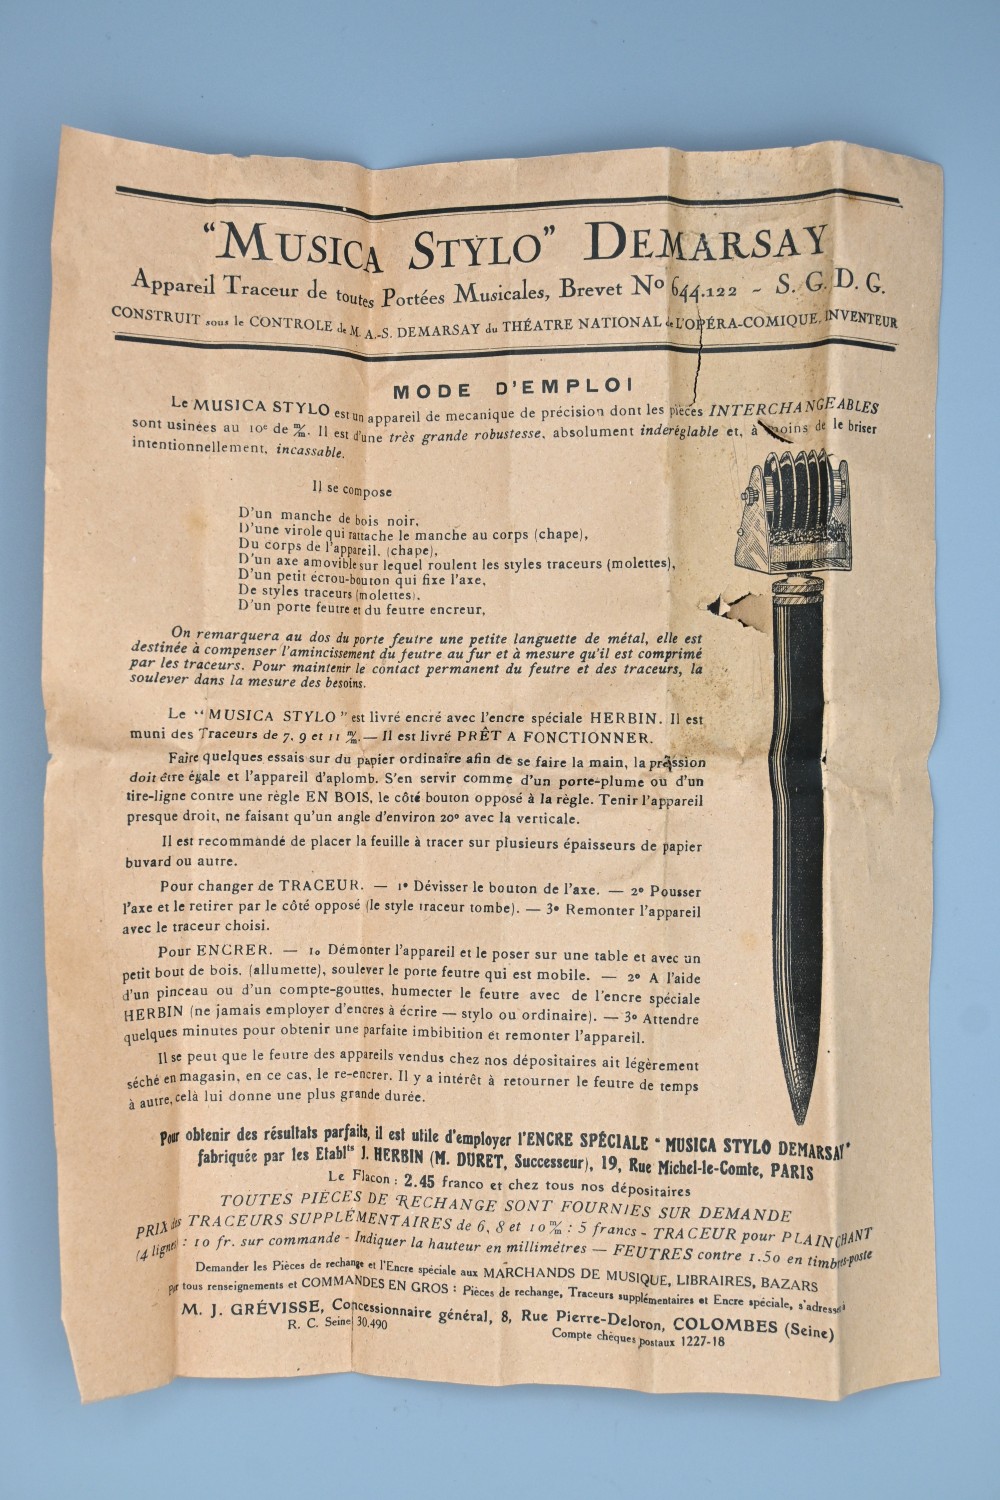 “MUSICA STYLO” DEMARSAY
Appareil Traceur de toutes Portées Musicales, Brevet No 644.122 - S. G. D. G.
CONSTRUIT sous le CONTROLE de M. A.-S. DEMARSAY du THÉATRE NATIONAL de L'OPÉRA-COMIQUE, INVENTEUR
MODE D'EMPLOI
Le MUSICA STYLO est un appareil de mecanique de précision dont les pièces INTERCHANGEABLES
sont usinées au 10e de m/m. Il est d'une très grande robustesse, absolument inderéglable et, à moins de le briser
intentionnellement, incassable.
Il se compose
D'un manche de bois noir,
D'une virole qui rattache le manche au corps (chape),
Du corps de l'appareil. (chape),
D'un axe amovible sur lequel roulent les styles traceurs (molettes),
D'un petit écrou-bouton qui fixe l'axe,
De styles traceurs (molettes).
D'un porte feutre et du feutre encreur,
On remarquera au dos du porte feutre une petite languette de métal, elle est
destinée à compenser l'amincissement du feutre au fur et à mesure qu'il est comprimé
par les traceurs. Pour maintenir le contact permanent du feutre et des traceurs, la
soulever dans la mesure des besoins.
Le “MUSICA STYLO” est livré encré avec l'encre spéciale HERBIN. Il est
muni des Traceurs de 7, 9 et 11 m/m. — Il est livré PRÊT A FONCTIONNER.
Faire quelques essais sur du papier ordinaire afin de se faire la main, la pression
doit être égale et l'appareil d'aplomb. S'en servir comme d'un porte-plume ou d'un
tire-ligne contre une règle EN BOIS, le côté bouton opposé à la règle. Tenir l'appareil
presque droit, ne faisant qu'un angle d'environ 20º avec la verticale.
Il est recommandé de placer la feuille à tracer sur plusieurs épaisseurs de papier
buvard ou autre.
Pour changer de TRACEUR. — 1º Dévisser le bouton de l'axe. — 2º Pousser
l'axe et le retirer par le côté opposé (le style traceur tombe). — 3º Remonter l'appareil
avec le traceur choisi.
Pour ENCRER. — 1o Démonter l'appareil et le poser sur une table et avec un
petit bout de bois. (allumette), soulever le porte feutre qui est mobile. — 2º A l'aide
d'un pinceau ou d'un compte-gouttes, humecter le feutre avec de l'encre spéciale
HERBIN (ne jamais employer d'encres à écrire — stylo ou ordinaire). — 3º Attendre
quelques minutes pour obtenir une parfaite imbibition et remonter l'appareil.
Il se peut que le feutre des appareils vendus chez nos dépositaires ait légèrement
séché en magasin, en ce cas, le re-encrer. Il y a intérêt à retourner le feutre de temps
à autre, celà lui donne une plus grande durée.
Pour obtenir des résultats parfaits, il est utile d'employer l'ENCRE SPÉCIALE “ MUSICA STYLO DEMARSAY”
fabriquée par les Etablts J. HERBIN (M. DURET, Successeur), 19, Rue Michel-le-Comte, PARIS
Le Flacon : 2.45 franco et chez tous nos dépositaires
TOUTES PIÈCES DE RECHANGE SONT FOURNIES SUR DEMANDE
PRIX des TRACEURS SUPPLÉMENTAIRES de 6, 8 et 10 m/m : 5 francs - TRACEUR pour PLAINCHANT
(4 lignes) : 10 fr. sur commande - Indiquer la hauteur en millimètres — FEUTRES contre 1.50 en timbres-poste
Demander les Pièces de rechange et l'Encre spéciale aux MARCHANDS DE MUSIQUE, LIBRAIRES, BAZARS
Pour tous renseignements et COMMANDES EN GROS : Pièces de rechange, Traceurs supplémentaires et Encre spéciale, s'adresser à
M. J. GRÉVISSE, Concessionnaire général, 8, Rue Pierre-Deloron, COLOMBES (Seine)
R. C. Seine 30.490 Compte chèques postaux 1227-18